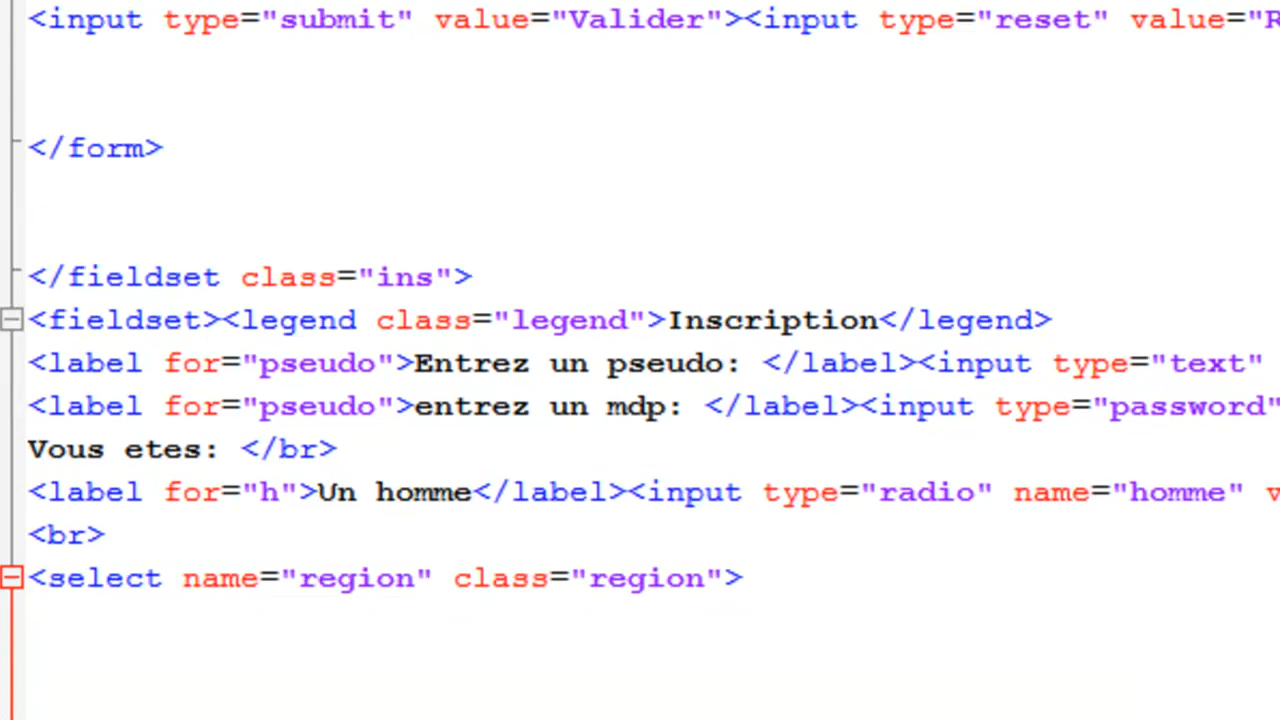 <input type="submit" value="Valider"><input type="reset" value="R
</form>
</fieldset class="ins">
<fieldset><legend class="legend">Inscription</legend>
<label for="pseudo">Entrez un pseudo: </label><input type="text"
<label for="pseudo">entrez un mdp: </label><input type="password"
Vous etes: </br>
<label for="h">Un homme</label><input type="radio" name="homme" v
<br>
<select name="region" class="region">